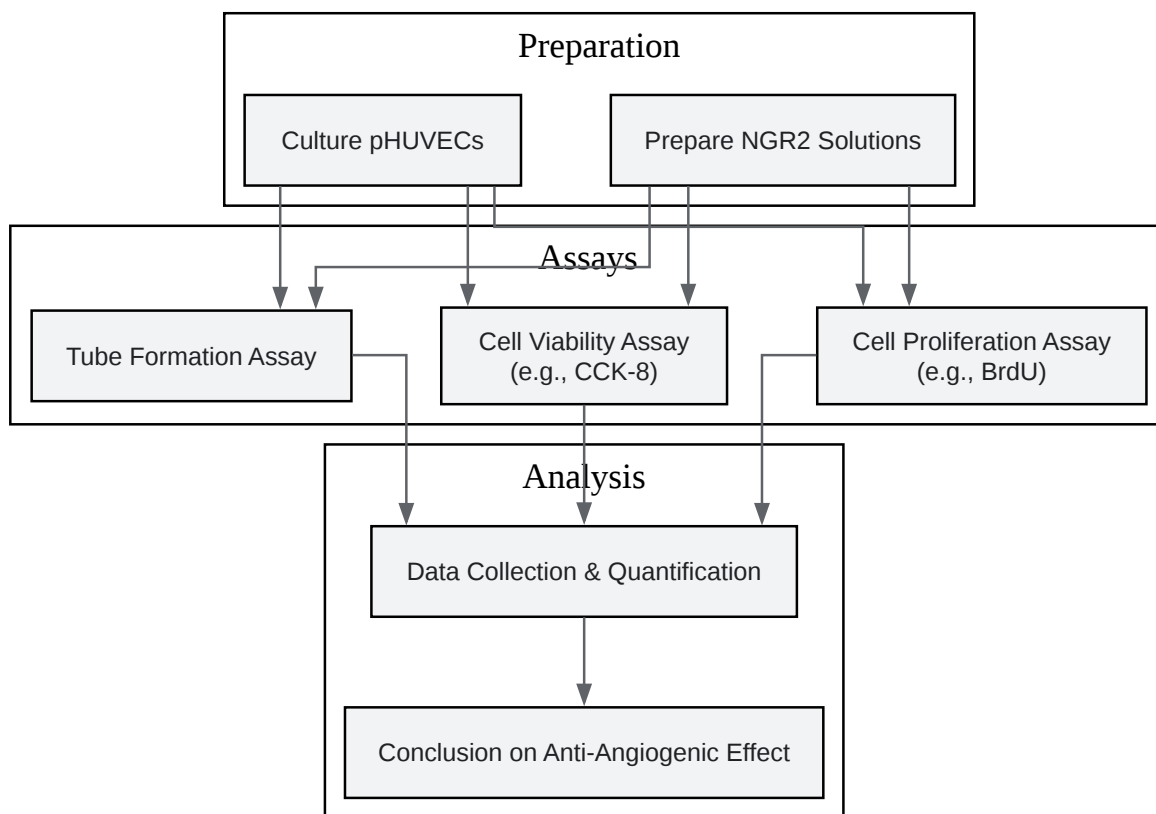 Preparation
Culture pHUVECs
Prepare NGR2 Solutions
Assays
Tube Formation Assay
Cell Viability Assay
(e.g., CCK-8)
Cell Proliferation Assay
(e.g., BrdU)
Analysis
Data Collection & Quantification
Conclusion on Anti-Angiogenic Effect